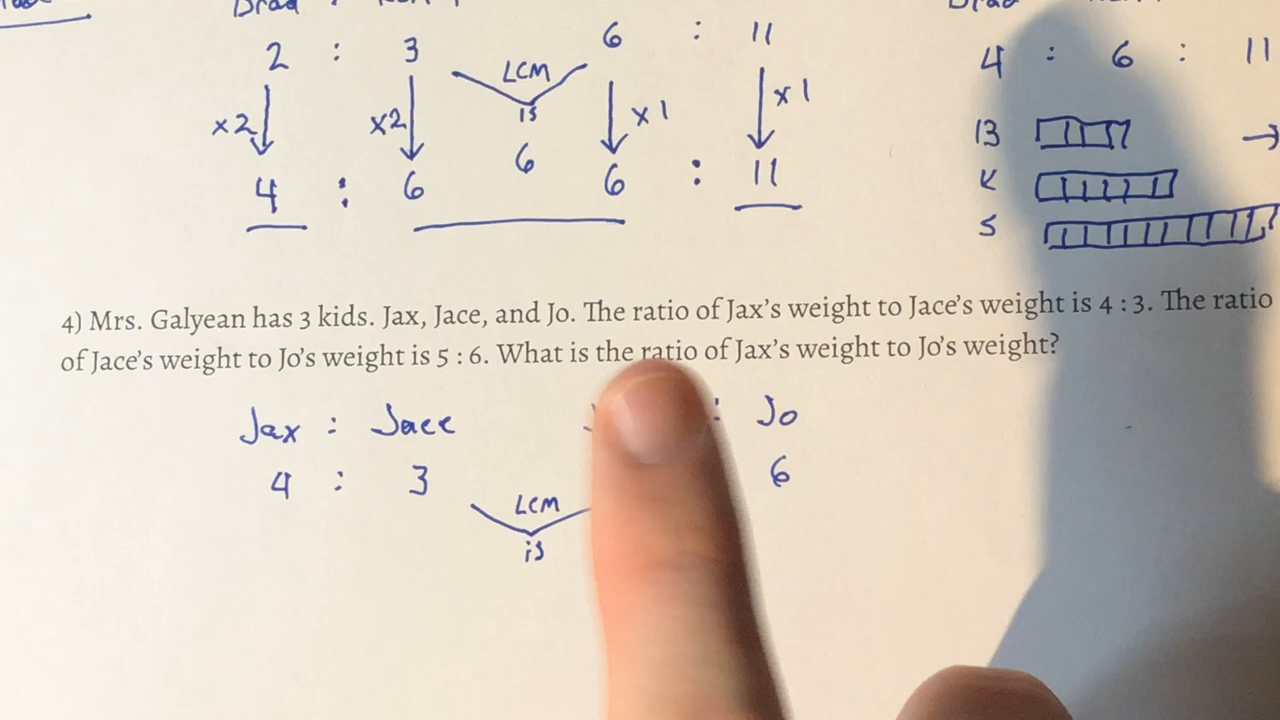 2 : 3 6 : 11
LCM
x2 x2 is x1 x1
6
4 : 6 6 : 11
4 : 6 : 11
13
K
S
4) Mrs. Galyean has 3 kids. Jax, Jace, and Jo. The ratio of Jax's weight to Jace's weight is 4 : 3. The ratio
of Jace's weight to Jo's weight is 5 : 6. What is the ratio of Jax's weight to Jo's weight?
Jax : Jace : Jo
4 : 3 6
LCM
is